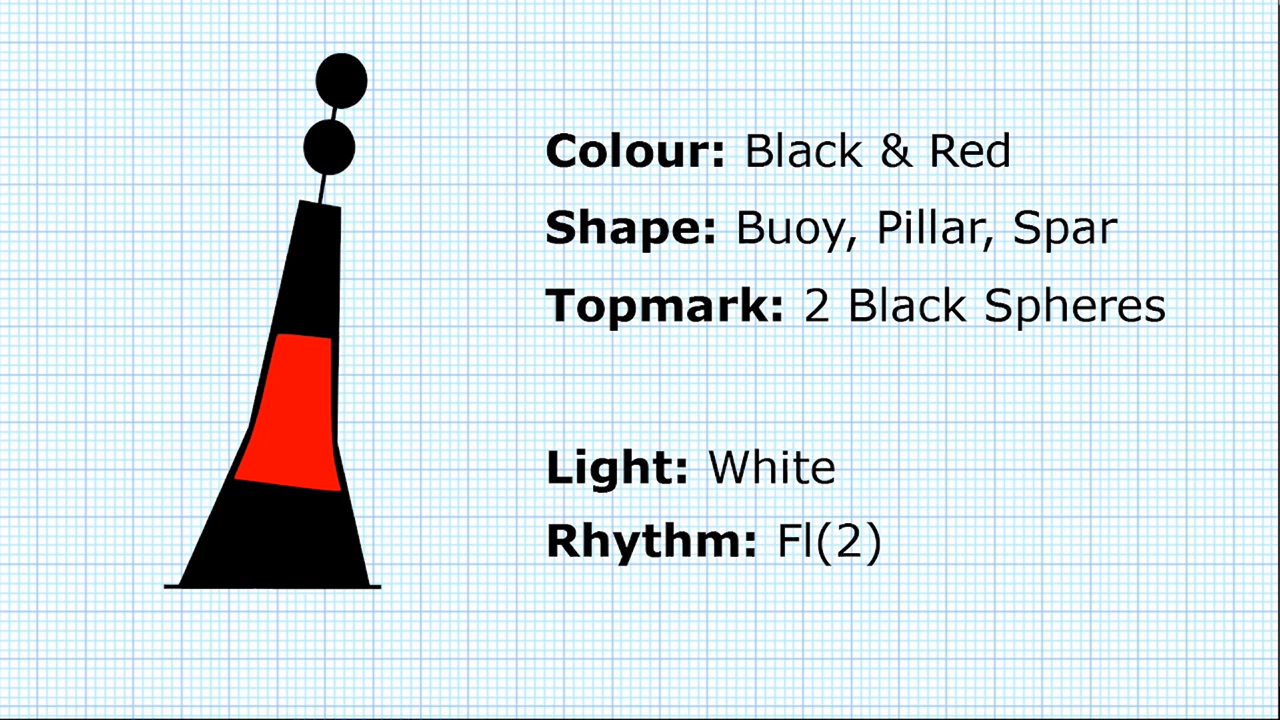 Colour: Black & Red
Shape: Buoy, Pillar, Spar
Topmark: 2 Black Spheres
Light: White
Rhythm: Fl(2)